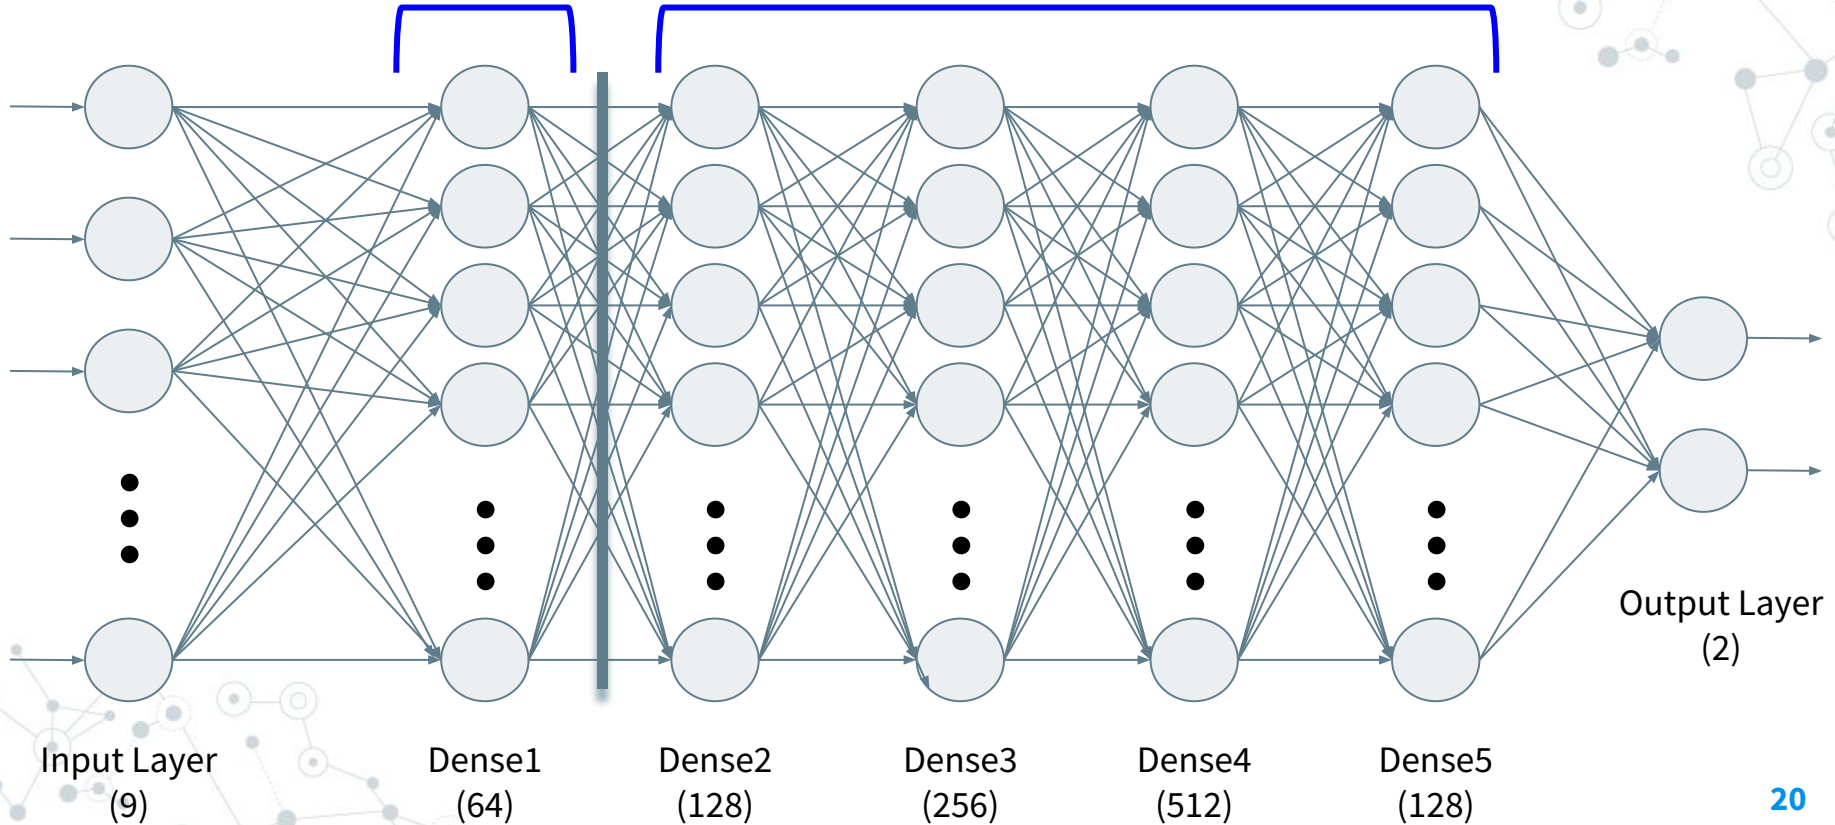 Output Layer
(2)
Input Layer
(9)
Dense1
(64)
Dense2
(128)
Dense3
(256)
Dense4
(512)
Dense5
(128)
20